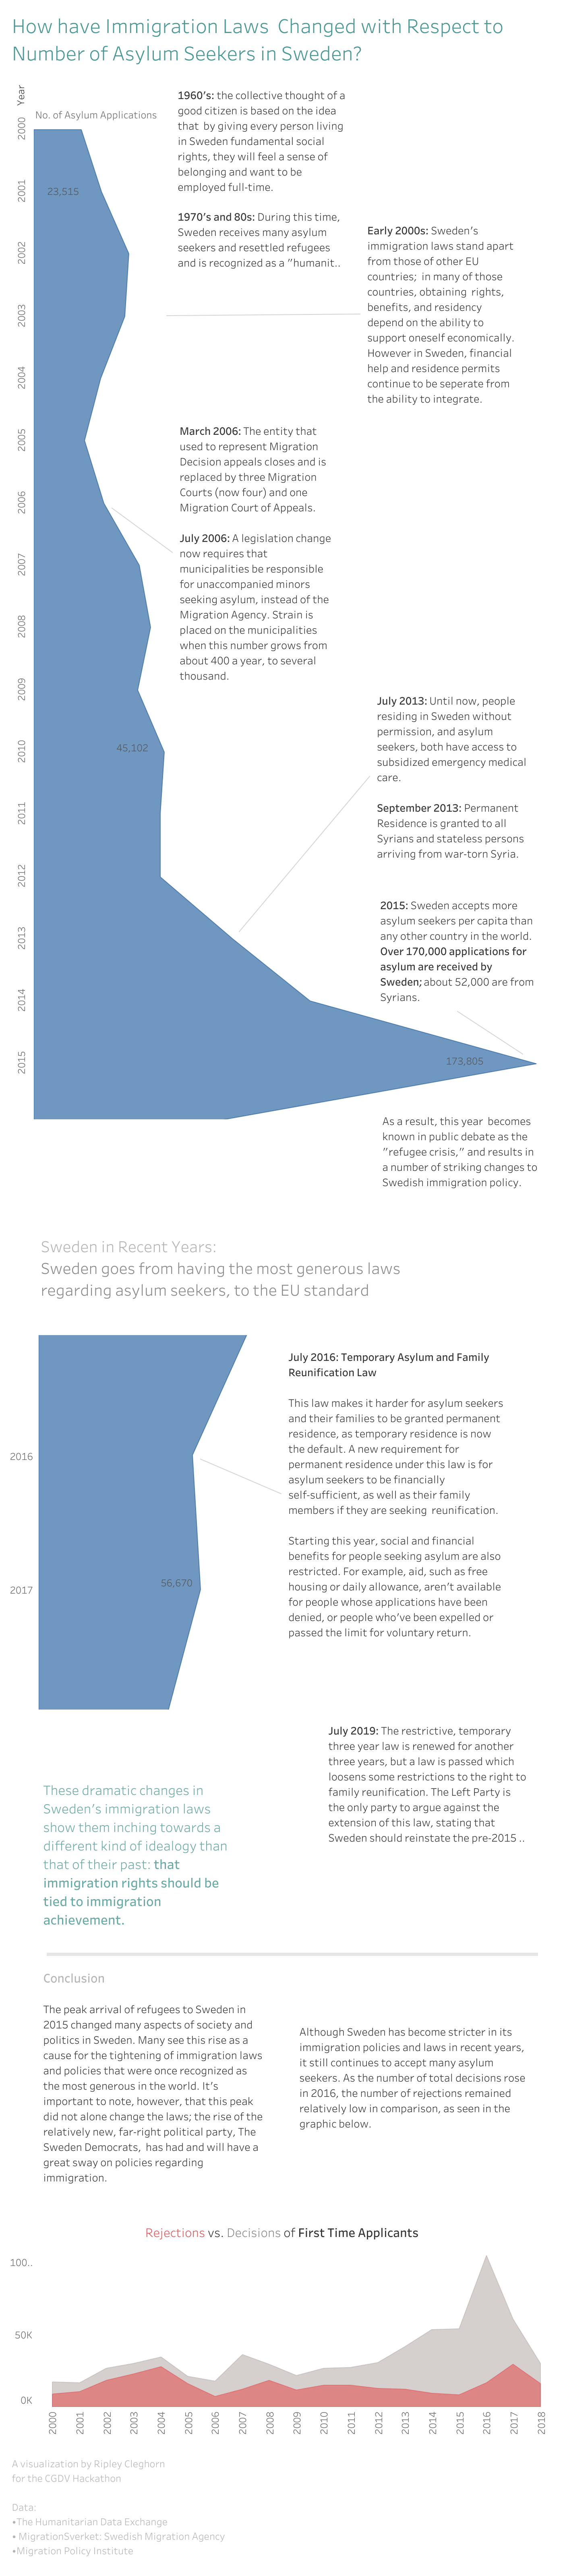 How have Immigration Laws Changed with Respect to
Number of Asylum Seekers in Sweden?
Year
No. of Asylum Applications
2000
2001
2002
2003
2004
2005
2006
2007
2008
2009
2010
2011
2012
2013
2014
2015
23,515
45,102
173,805
1960's: the collective thought of a
good citizen is based on the idea
that by giving every person living
in Sweden fundamental social
rights, they will feel a sense of
belonging and want to be
employed full-time.
1970's and 80s: During this time,
Sweden receives many asylum
seekers and resettled refugees
and is recognized as a "humanit..
Early 2000s: Sweden's
immigration laws stand apart
from those of other EU
countries; in many of those
countries, obtaining rights,
benefits, and residency
depend on the ability to
support oneself economically.
However in Sweden, financial
help and residence permits
continue to be seperate from
the ability to integrate.
March 2006: The entity that
used to represent Migration
Decision appeals closes and is
replaced by three Migration
Courts (now four) and one
Migration Court of Appeals.
July 2006: A legislation change
now requires that
municipalities be responsible
for unaccompanied minors
seeking asylum, instead of the
Migration Agency. Strain is
placed on the municipalities
when this number grows from
about 400 a year, to several
thousand.
July 2013: Until now, people
residing in Sweden without
permission, and asylum
seekers, both have access to
subsidized emergency medical
care.
September 2013: Permanent
Residence is granted to all
Syrians and stateless persons
arriving from war-torn Syria.
2015: Sweden accepts more
asylum seekers per capita than
any other country in the world.
Over 170,000 applications for
asylum are received by
Sweden; about 52,000 are from
Syrians.
As a result, this year becomes
known in public debate as the
"refugee crisis," and results in
a number of striking changes to
Swedish immigration policy.
Sweden in Recent Years:
Sweden goes from having the most generous laws
regarding asylum seekers, to the EU standard
2016
2017
56,670
July 2016: Temporary Asylum and Family
Reunification Law
This law makes it harder for asylum seekers
and their families to be granted permanent
residence, as temporary residence is now
the default. A new requirement for
permanent residence under this law is for
asylum seekers to be financially
self-sufficient, as well as their family
members if they are seeking reunification.
Starting this year, social and financial
benefits for people seeking asylum are also
restricted. For example, aid, such as free
housing or daily allowance, aren't available
for people whose applications have been
denied, or people who've been expelled or
passed the limit for voluntary return.
July 2019: The restrictive, temporary
three year law is renewed for another
three years, but a law is passed which
loosens some restrictions to the right to
family reunification. The Left Party is
the only party to argue against the
extension of this law, stating that
Sweden should reinstate the pre-2015 ..
These dramatic changes in
Sweden's immigration laws
show them inching towards a
different kind of idealogy than
that of their past: that
immigration rights should be
tied to immigration
achievement.
Conclusion
The peak arrival of refugees to Sweden in
2015 changed many aspects of society and
politics in Sweden. Many see this rise as a
cause for the tightening of immigration laws
and policies that were once recognized as
the most generous in the world. It's
important to note, however, that this peak
did not alone change the laws; the rise of the
relatively new, far-right political party, The
Sweden Democrats, has had and will have a
great sway on policies regarding
immigration.
Although Sweden has become stricter in its
immigration policies and laws in recent years,
it still continues to accept many asylum
seekers. As the number of total decisions rose
in 2016, the number of rejections remained
relatively low in comparison, as seen in the
graphic below.
Rejections vs. Decisions of First Time Applicants
100..
50K
0K
2000
2001
2002
2003
2004
2005
2006
2007
2008
2009
2010
2011
2012
2013
2014
2015
2016
2017
2018
A visualization by Ripley Cleghorn
for the CGDV Hackathon
Data:
•The Humanitarian Data Exchange
• MigrationSverket: Swedish Migration Agency
•Migration Policy Institute